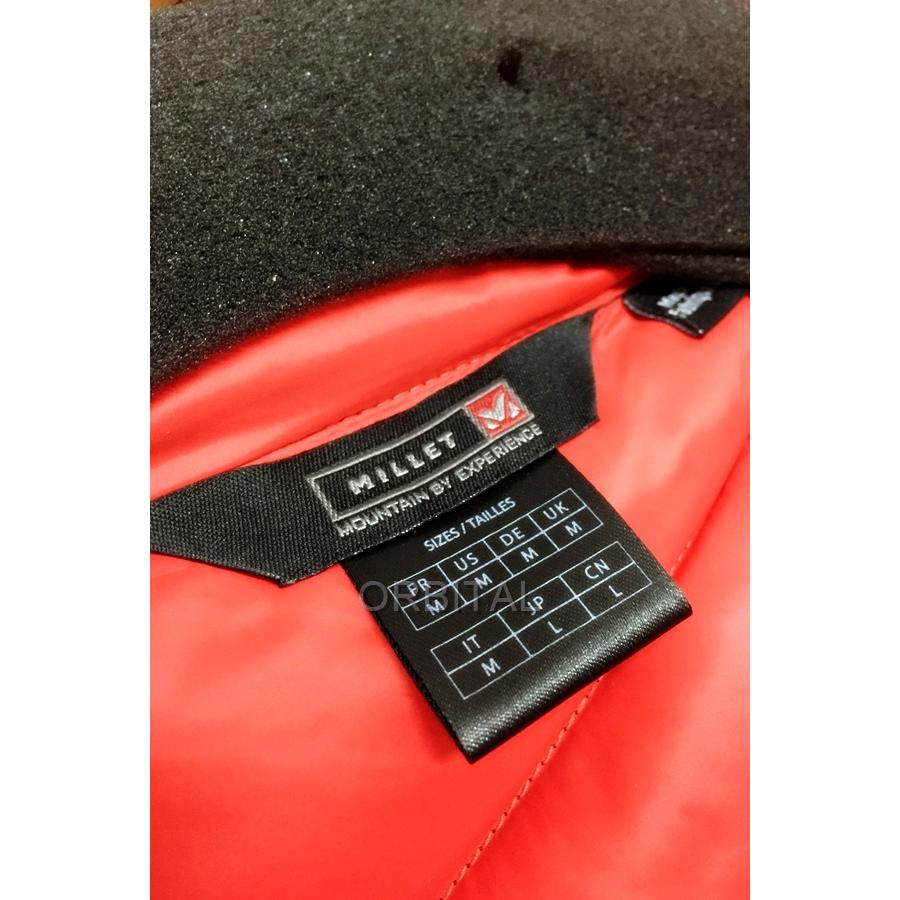 MILLET
MOUNTAIN BY EXPERIENCE
SIZES / TAILLES
FR US DE UK
M M M M
ORBITAL
IT JP CN
M L L